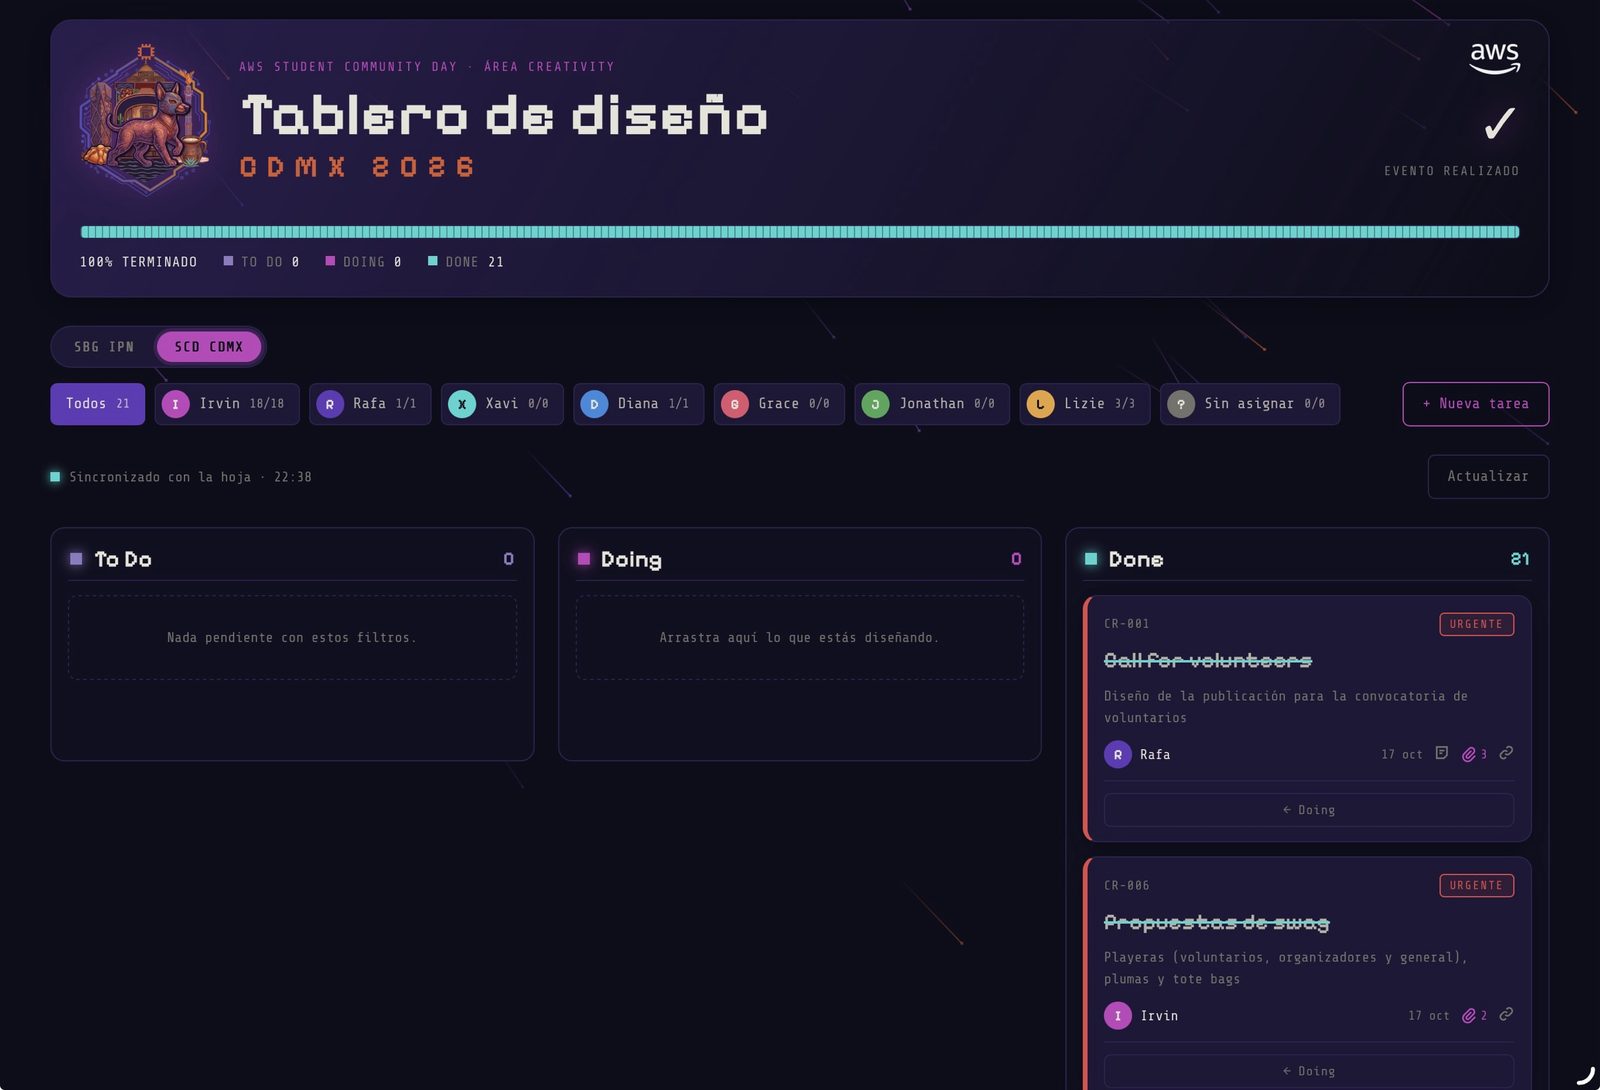 aws
AWS STUDENT COMMUNITY DAY · ÁREA CREATIVITY
Tablero de diseño
CDMX 2026
✓
EVENTO REALIZADO
100% TERMINADO TO DO 0 DOING 0 DONE 21
SBG IPN SCD CDMX
Todos 21 I Irvin 18/18 R Rafa 1/1 X Xavi 0/0 D Diana 1/1 G Grace 0/0 J Jonathan 0/0 L Lizie 3/3 ? Sin asignar 0/0 + Nueva tarea
Sincronizado con la hoja · 22:38 Actualizar
To Do 0
Nada pendiente con estos filtros.
Doing 0
Arrastra aquí lo que estás diseñando.
Done 21
CR-001 URGENTE
Call for volunteers
Diseño de la publicación para la convocatoria de
voluntarios
R Rafa 17 oct 3
← Doing
CR-006 URGENTE
Propuestas de swag
Playeras (voluntarios, organizadores y general),
plumas y tote bags
I Irvin 17 oct 2
← Doing